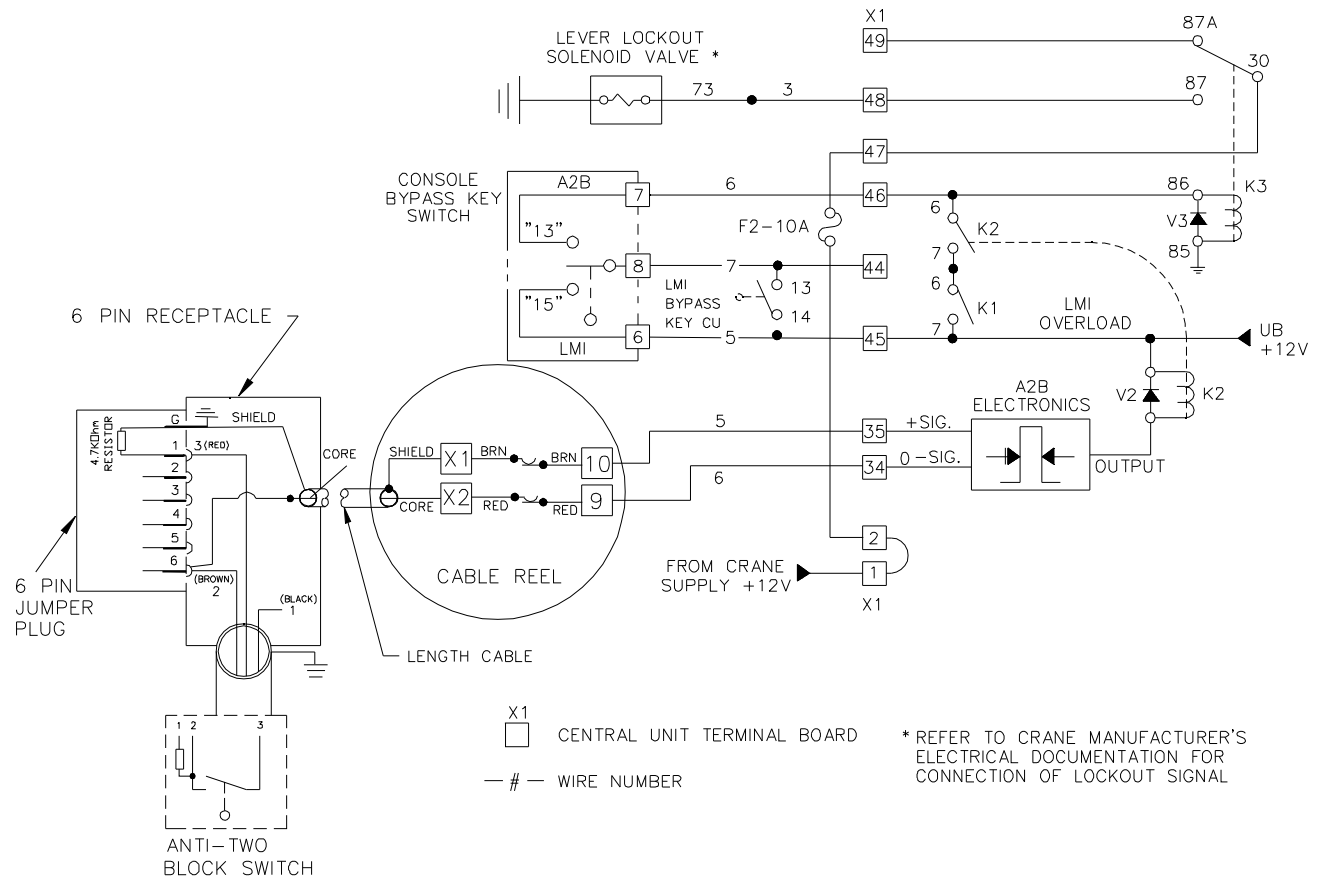 X1
49
87A
LEVER LOCKOUT
SOLENOID VALVE *
30
73
3
48
87
47
CONSOLE
BYPASS KEY
SWITCH
A2B
7
6
46
86
K3
"13"
F2-10A
6
K2
V3
85
8
7
44
7
"15"
LMI
BYPASS
KEY CU
13
14
6
K1
LMI
OVERLOAD
6
5
45
7
LMI
UB
+12V
6 PIN RECEPTACLE
A2B
ELECTRONICS
V2
K2
4.7KOhm
RESISTOR
G
SHIELD
1
3(RED)
2
3
4
5
6
CORE
SHIELD
X1
BRN
BRN
10
5
35
+SIG.
CORE
X2
RED
RED
9
6
34
0-SIG.
OUTPUT
(BROWN)
2
(BLACK)
1
CABLE REEL
2
FROM CRANE
SUPPLY +12V
1
X1
6 PIN
JUMPER
PLUG
LENGTH CABLE
1 2 3
X1
CENTRAL UNIT TERMINAL BOARD
—#— WIRE NUMBER
* REFER TO CRANE MANUFACTURER'S
ELECTRICAL DOCUMENTATION FOR
CONNECTION OF LOCKOUT SIGNAL
ANTI-TWO
BLOCK SWITCH